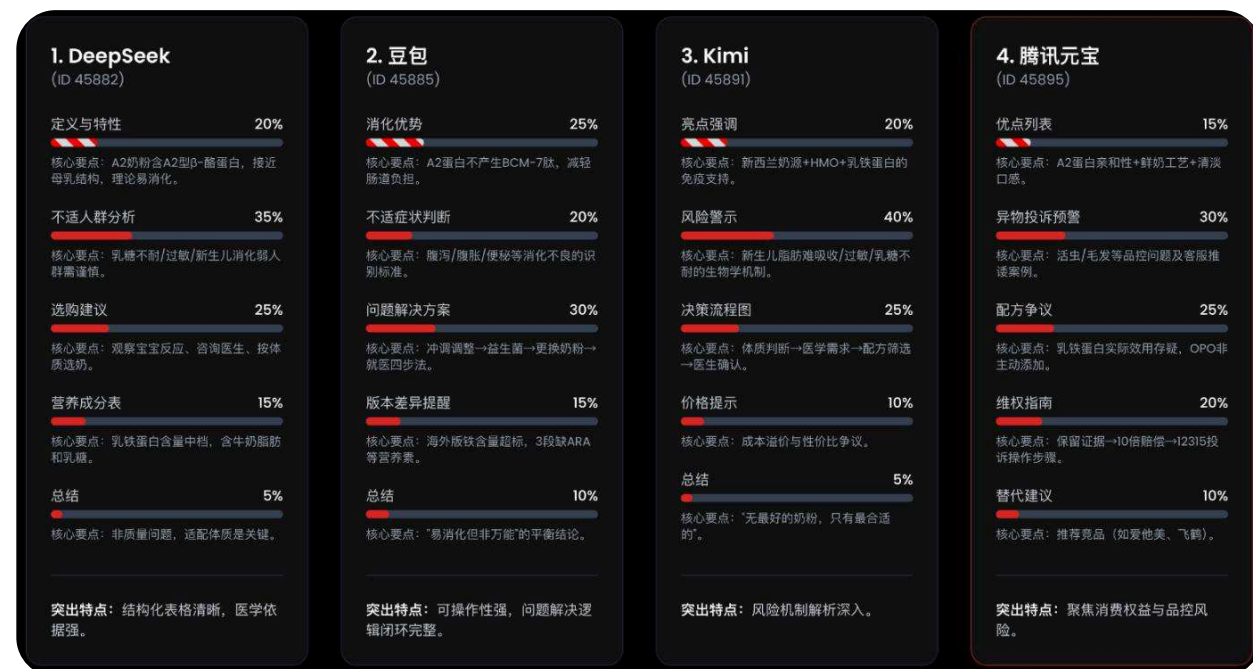 1. DeepSeek
(ID 45882)
定义与特性 20%
核心要点：A2奶粉含A2型β-酪蛋白，接近
母乳结构，理论易消化。
不适人群分析 35%
核心要点：乳糖不耐/过敏/新生儿消化弱人
群需谨慎。
选购建议 25%
核心要点：观察宝宝反应、咨询医生、按体
质选奶。
营养成分表 15%
核心要点：乳铁蛋白含量中档，含牛奶脂肪
和乳糖。
总结 5%
核心要点：非质量问题，适配体质是关键。
突出特点：结构化表格清晰，医学依
据强。
2. 豆包
(ID 45885)
消化优势 25%
核心要点：A2蛋白不产生BCM-7肽，减轻
肠道负担。
不适症状判断 20%
核心要点：腹泻/腹胀/便秘等消化不良的识
别标准。
问题解决方案 30%
核心要点：冲调调整→益生菌→更换奶粉→
就医四步法。
版本差异提醒 15%
核心要点：海外版铁含量超标，3段缺ARA
等营养素。
总结 10%
核心要点："易消化但非万能"的平衡结论。
突出特点：可操作性强，问题解决逻
辑闭环完整。
3. Kimi
(ID 45891)
亮点强调 20%
核心要点：新西兰奶源+HMO+乳铁蛋白的
免疫支持。
风险警示 40%
核心要点：新生儿脂肪难吸收/过敏/乳糖不
耐的生物学机制。
决策流程图 25%
核心要点：体质判断→医学需求→配方筛选
→医生确认。
价格提示 10%
核心要点：成本溢价与性价比争议。
总结 5%
核心要点："无最好的奶粉，只有最合适
的"。
突出特点：风险机制解析深入。
4. 腾讯元宝
(ID 45895)
优点列表 15%
核心要点：A2蛋白亲和性+鲜奶工艺+清淡
口感。
异物投诉预警 30%
核心要点：活虫/毛发等品控问题及客服推
诿案例。
配方争议 25%
核心要点：乳铁蛋白实际效用存疑，OPO非
主动添加。
维权指南 20%
核心要点：保留证据→10倍赔偿→12315投
诉操作步骤。
替代建议 10%
核心要点：推荐竞品（如爱他美、飞鹤）。
突出特点：聚焦消费权益与品控风
险。